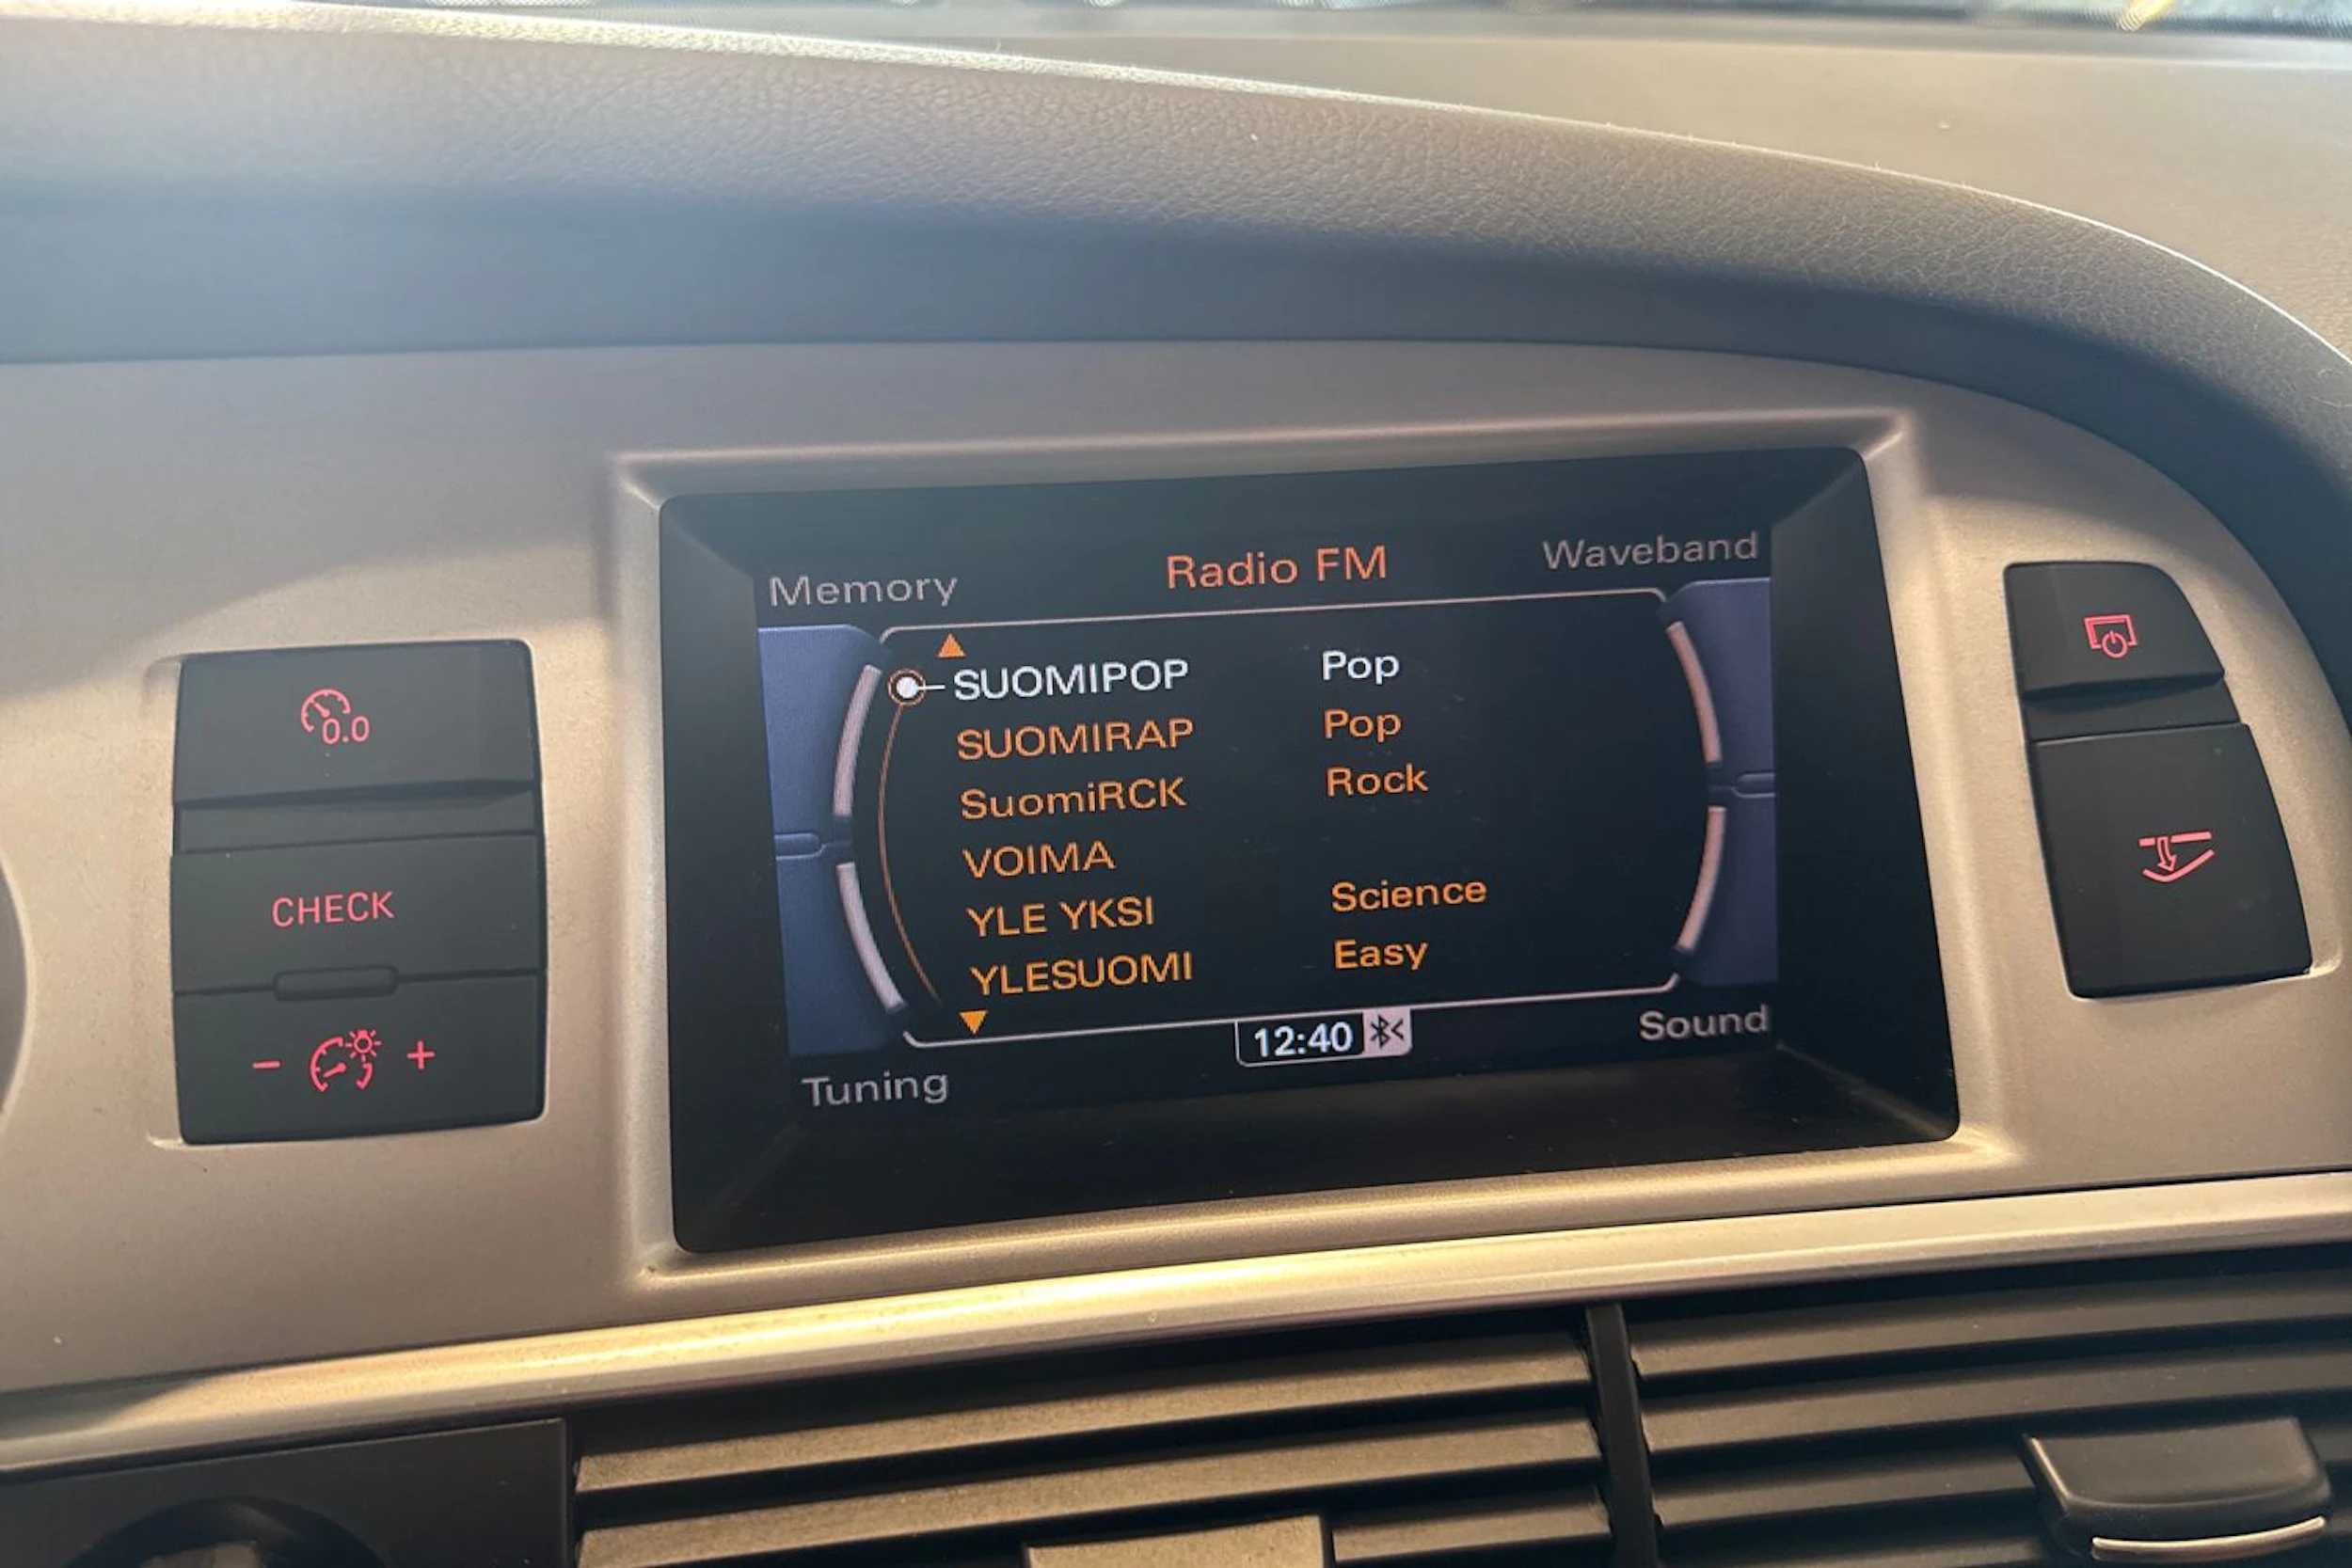 Memory Radio FM Waveband
SUOMIPOP Pop
SUOMIRAP Pop
SuomiRCK Rock
VOIMA
YLE YKSI Science
YLESUOMI Easy
12:40
Tuning Sound
0.0
CHECK
- +